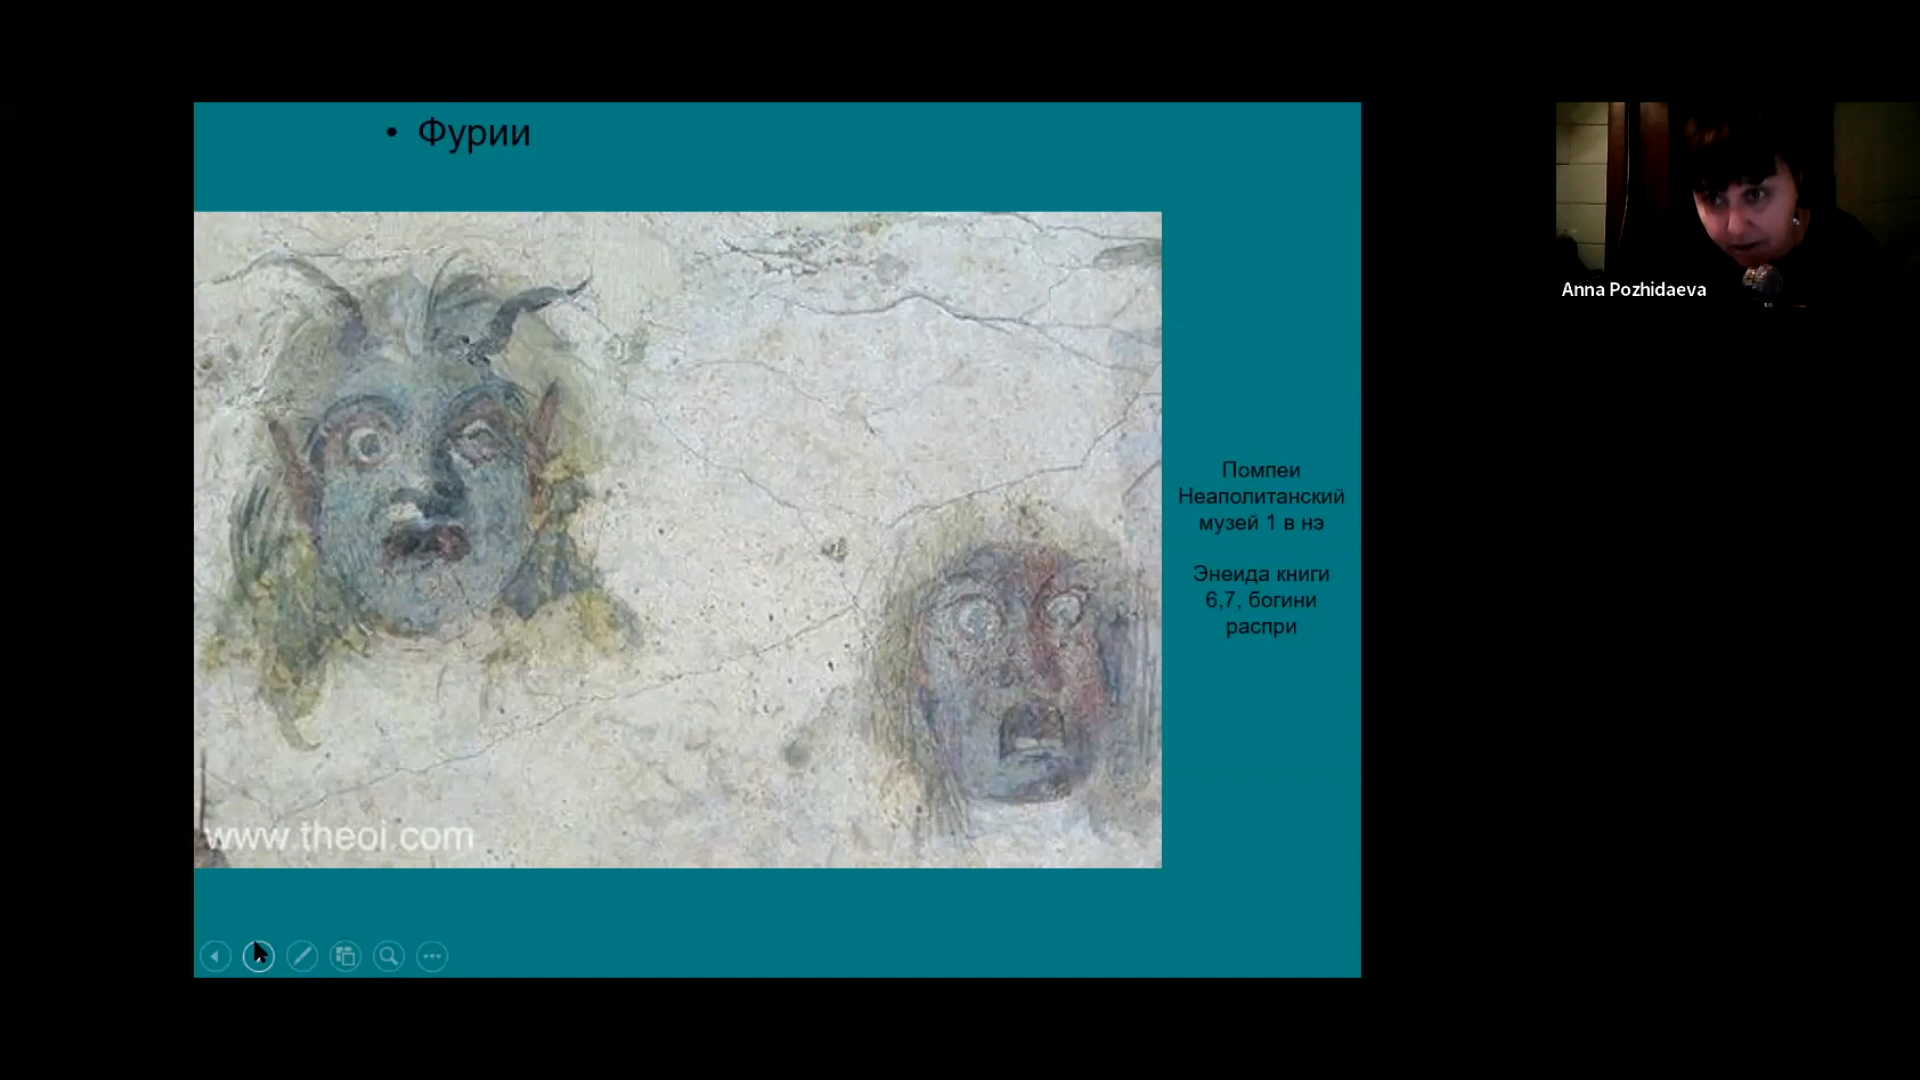 • Фурии
Помпеи
Неаполитанский
музей 1 в нэ
Энеида книги
6,7, богини
распри
www.theoi.com
Anna Pozhidaeva